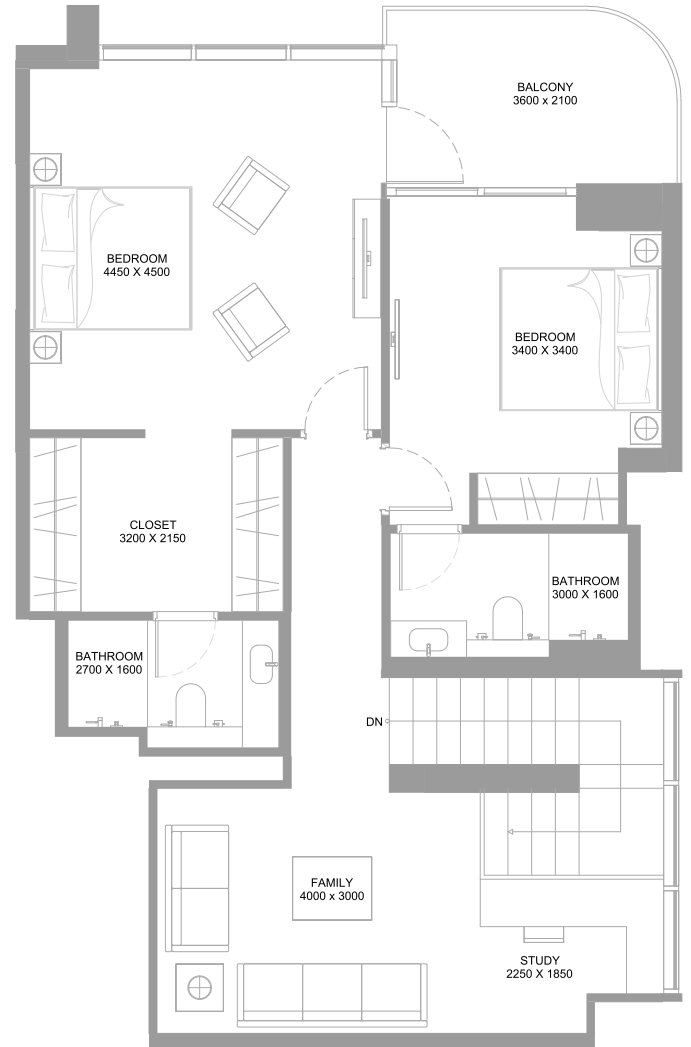 BALCONY
3600 x 2100
BEDROOM
4450 X 4500
BEDROOM
3400 X 3400
CLOSET
3200 X 2150
BATHROOM
3000 X 1600
BATHROOM
2700 X 1600
DN
FAMILY
4000 x 3000
STUDY
2250 X 1850